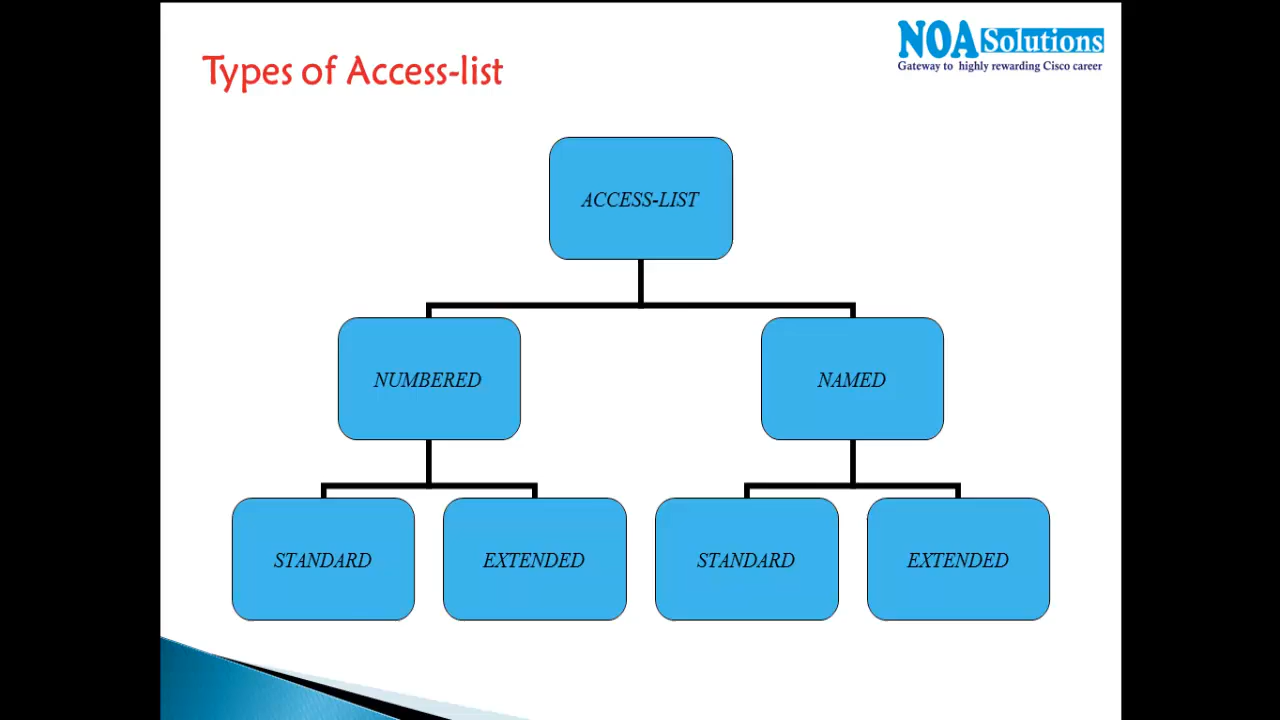 NOA Solutions
Gateway to highly rewarding Cisco career
Types of Access-list
ACCESS-LIST
NUMBERED
NAMED
STANDARD
EXTENDED
STANDARD
EXTENDED